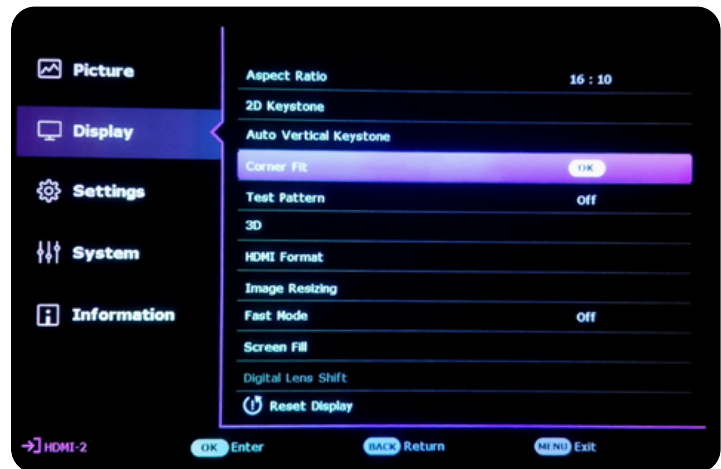 Picture
Display
Settings
System
Information
Aspect Ratio 16 : 10
2D Keystone
Auto Vertical Keystone
Corner Fit OK
Test Pattern Off
3D
HDMI Format
Image Resizing
Fast Mode Off
Screen Fill
Digital Lens Shift
Reset Display
HDMI-2 OK Enter BACK Return MENU Exit